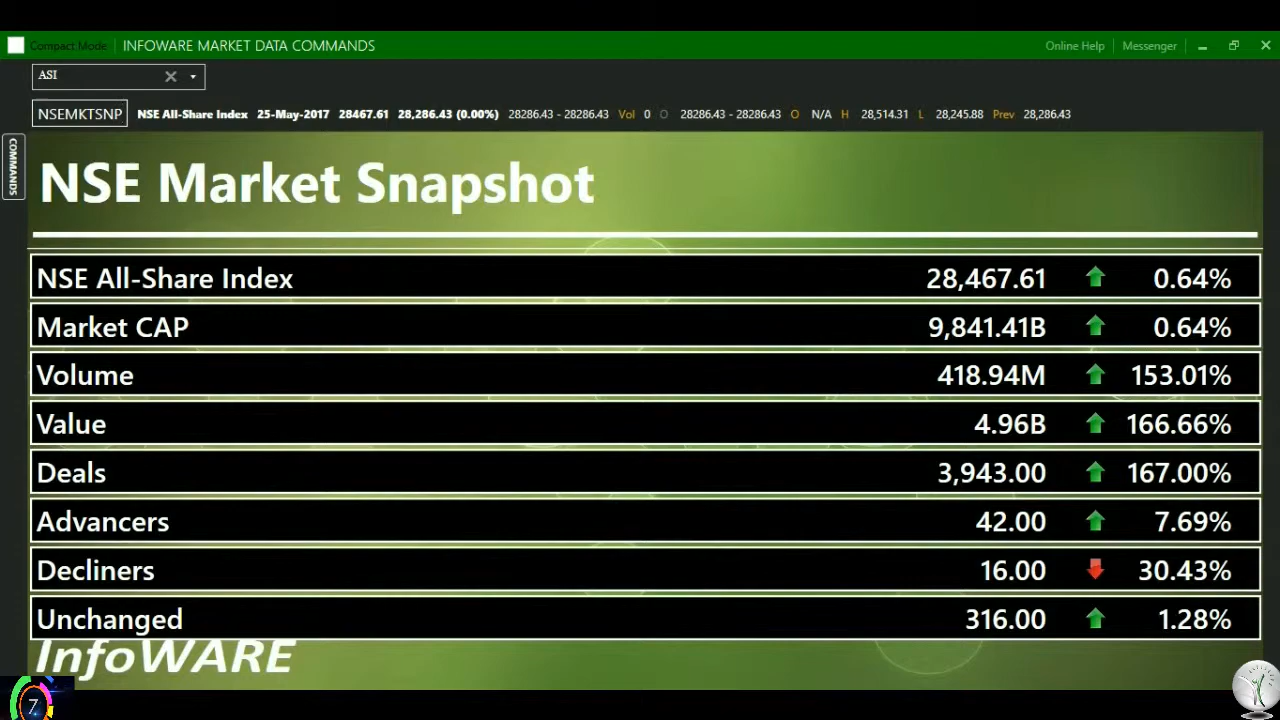 Compact Mode INFOWARE MARKET DATA COMMANDS Online Help Messenger
ASI
NSEMKTSNP NSE All-Share Index 25-May-2017 28467.61 28,286.43 (0.00%) 28286.43 - 28286.43 Vol 0 O 28286.43 - 28286.43 O N/A H 28,514.31 L 28,245.88 Prev 28,286.43
COMMANDS
NSE Market Snapshot
NSE All-Share Index 28,467.61 0.64%
Market CAP 9,841.41B 0.64%
Volume 418.94M 153.01%
Value 4.96B 166.66%
Deals 3,943.00 167.00%
Advancers 42.00 7.69%
Decliners 16.00 30.43%
Unchanged 316.00 1.28%
InfoWARE
7